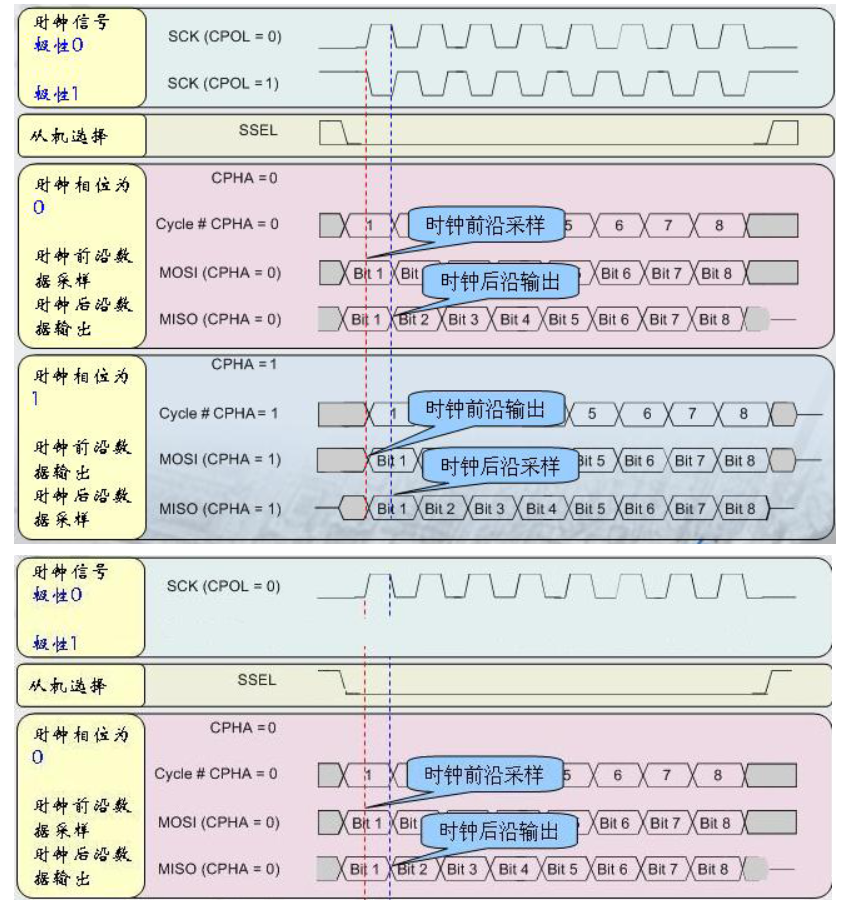 时钟信号
极性0
极性1
SCK (CPOL = 0)
SCK (CPOL = 1)
从机选择
SSEL
时钟相位为
0
时钟前沿数
据采样
时钟后沿数
据输出
CPHA = 0
Cycle # CPHA = 0
1
时钟前沿采样
5 6 7 8
MOSI (CPHA = 0)
Bit 1 Bit
时钟后沿输出
Bit 6 Bit 7 Bit 8
MISO (CPHA = 0)
Bit 1 Bit 2 Bit 3 Bit 4 Bit 5 Bit 6 Bit 7 Bit 8
时钟相位为
1
时钟前沿数
据输出
时钟后沿数
据采样
CPHA = 1
Cycle # CPHA = 1
1
时钟前沿输出
5 6 7 8
MOSI (CPHA = 1)
Bit 1
时钟后沿采样
Bit 5 Bit 6 Bit 7 Bit 8
MISO (CPHA = 1)
Bit 1 Bit 2 Bit 3 Bit 4 Bit 5 Bit 6 Bit 7 Bit 8
时钟信号
极性0
极性1
SCK (CPOL = 0)
从机选择
SSEL
时钟相位为
0
时钟前沿数
据采样
时钟后沿数
据输出
CPHA = 0
Cycle # CPHA = 0
1
时钟前沿采样
5 6 7 8
MOSI (CPHA = 0)
Bit 1 Bit
时钟后沿输出
Bit 6 Bit 7 Bit 8
MISO (CPHA = 0)
Bit 1 Bit 2 Bit 3 Bit 4 Bit 5 Bit 6 Bit 7 Bit 8